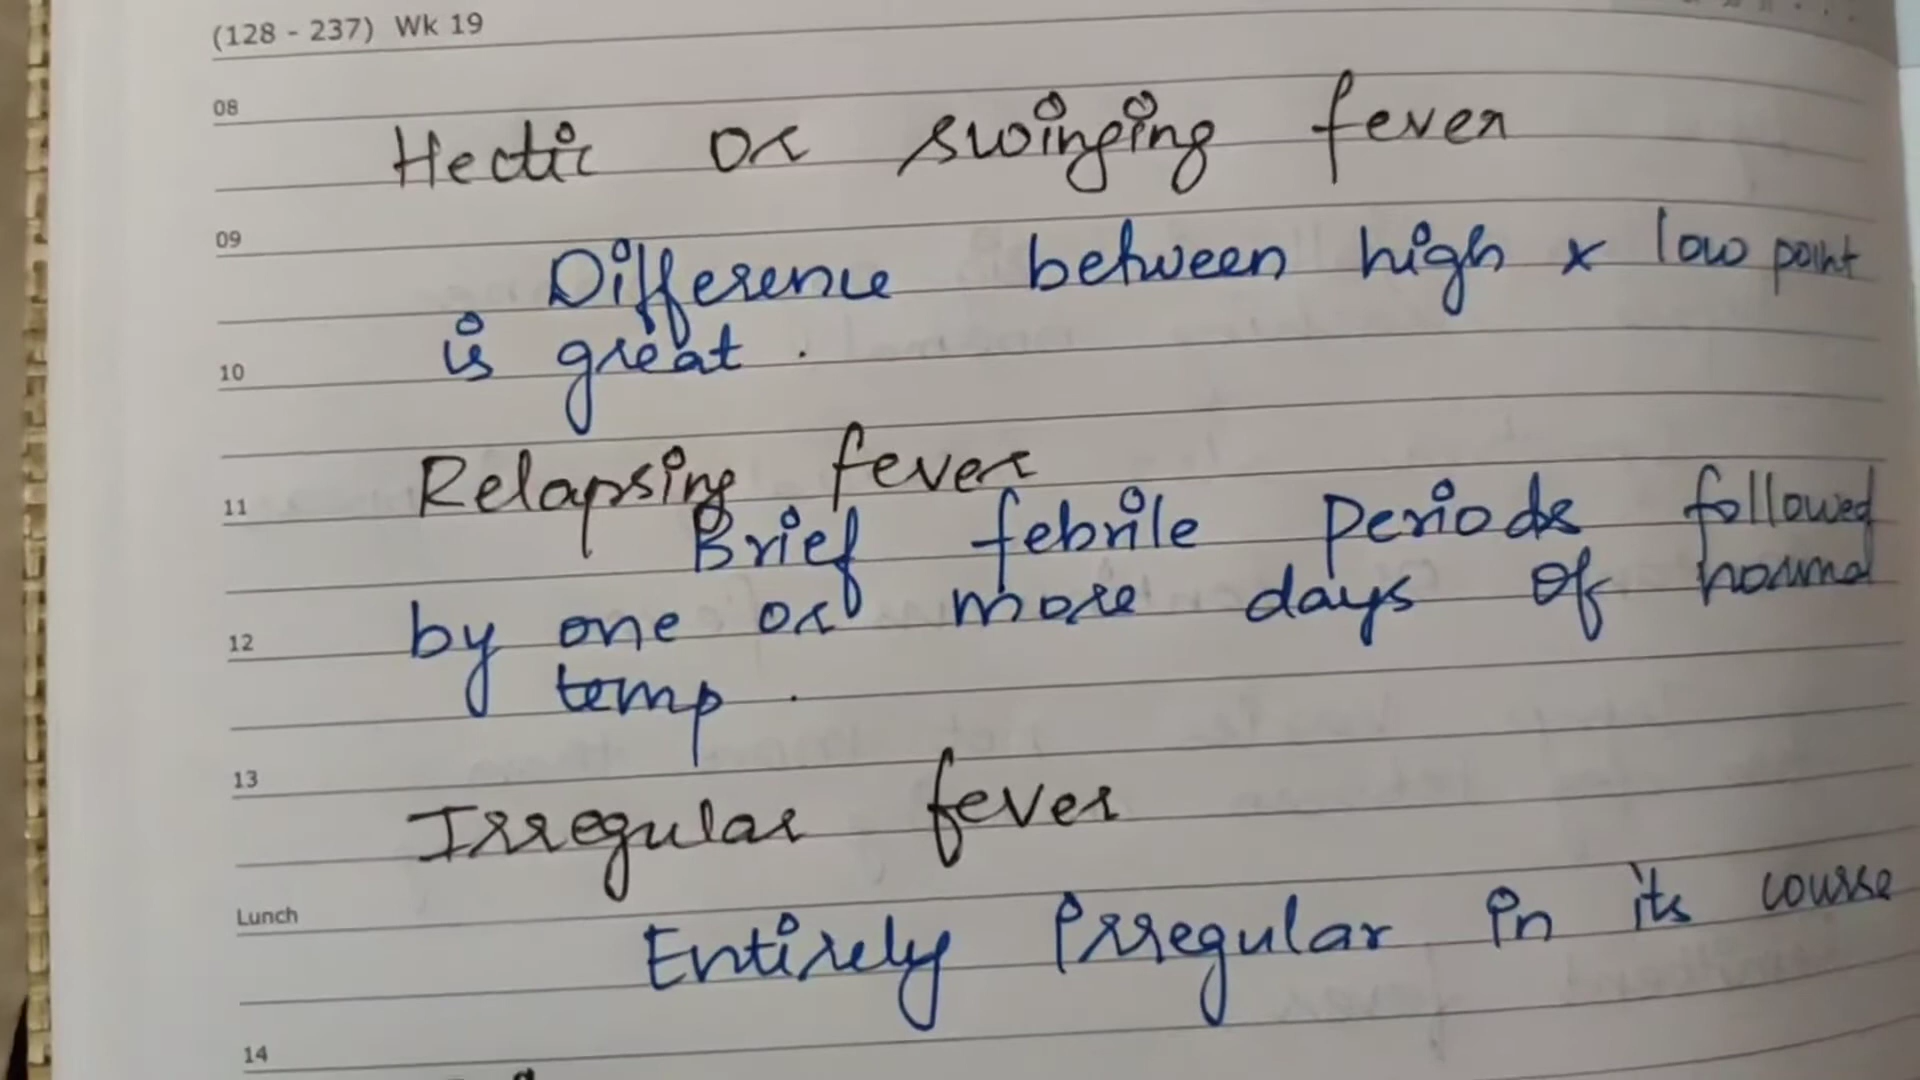 (128 - 237) Wk 19
08
Hectic or swinging fever
09
Difference between high & low point
is great.
10
Relapsing fever
11
Brief febrile periods followed
by one or more days of normal
12
temp.
13
Irregular fever
Lunch
Entirely irregular in its course
14